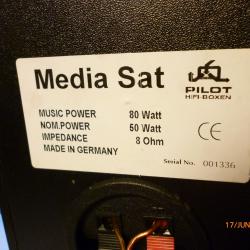 Media Sat
PILOT
HIFI-BOXEN
MUSIC POWER 80 Watt
NOM.POWER 50 Watt
IMPEDANCE 8 Ohm
MADE IN GERMANY
CE
Serial No. 001336
17/JUN